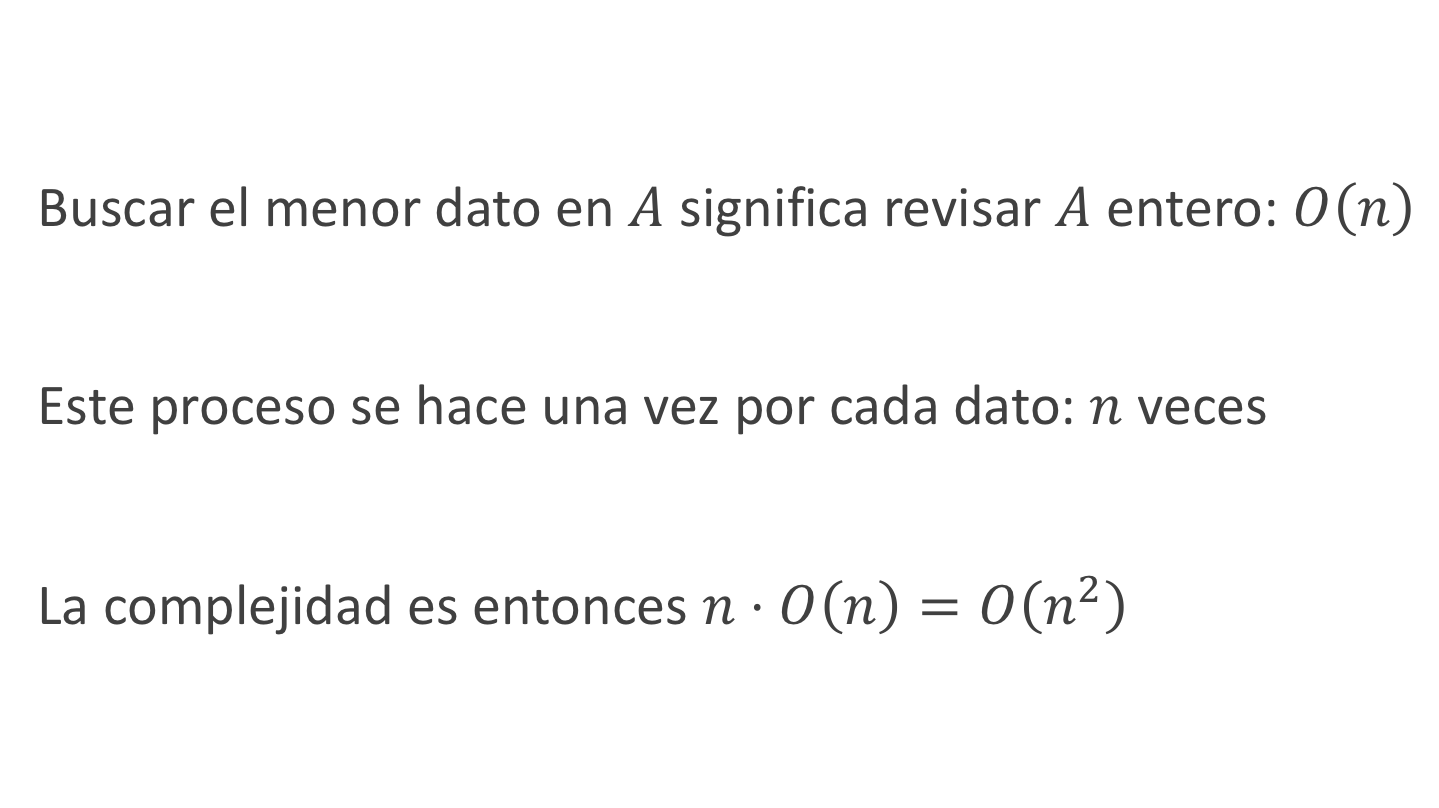 Buscar el menor dato en A significa revisar A entero: O(n)
Este proceso se hace una vez por cada dato: n veces
La complejidad es entonces n · O(n) = O(n²)